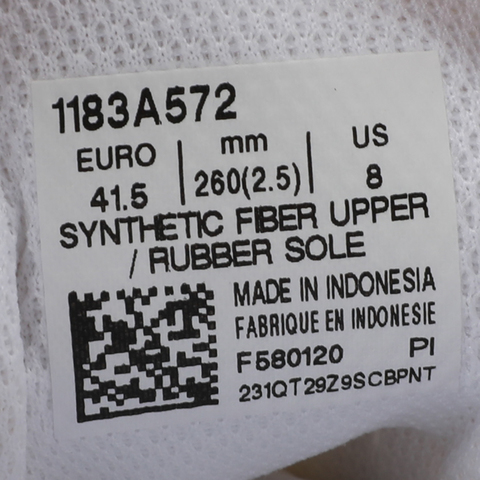 1183A572
EURO | mm | US
41.5 | 260(2.5) | 8
SYNTHETIC FIBER UPPER
/ RUBBER SOLE
MADE IN INDONESIA
FABRIQUE EN INDONESIE
F580120 PI
231QT29Z9SCBPNT